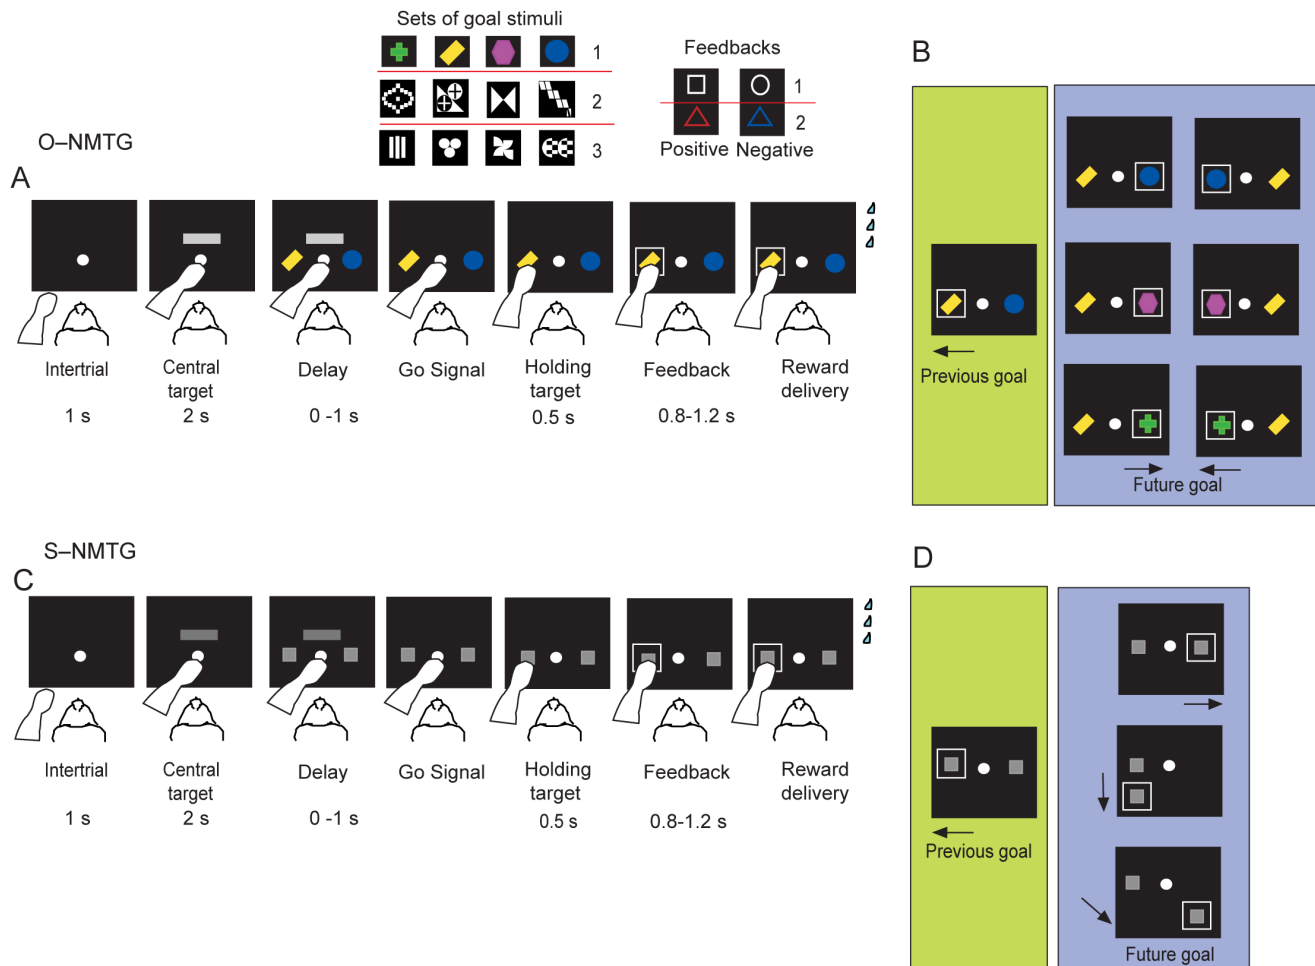 Sets of goal stimuli
1
2
3
Feedbacks
1
2
Positive Negative
O–NMTG
A
Intertrial
1 s
Central
target
2 s
Delay
0 -1 s
Go Signal
Holding
target
0.5 s
Feedback
0.8-1.2 s
Reward
delivery
B
Previous goal
Future goal
S–NMTG
C
Intertrial
1 s
Central
target
2 s
Delay
0 -1 s
Go Signal
Holding
target
0.5 s
Feedback
0.8-1.2 s
Reward
delivery
D
Previous goal
Future goal